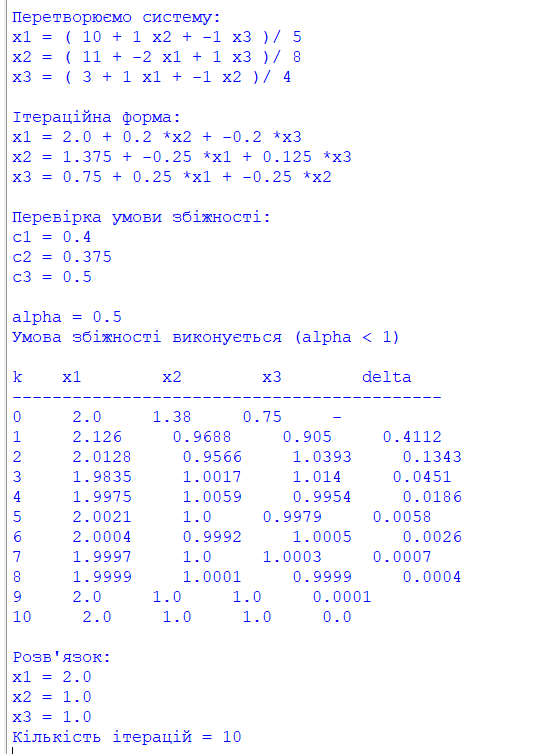 Перетворюємо систему:
x1 = ( 10 + 1 x2 + -1 x3 )/ 5
x2 = ( 11 + -2 x1 + 1 x3 )/ 8
x3 = ( 3 + 1 x1 + -1 x2 )/ 4
Ітераційна форма:
x1 = 2.0 + 0.2 *x2 + -0.2 *x3
x2 = 1.375 + -0.25 *x1 + 0.125 *x3
x3 = 0.75 + 0.25 *x1 + -0.25 *x2
Перевірка умови збіжності:
c1 = 0.4
c2 = 0.375
c3 = 0.5
alpha = 0.5
Умова збіжності виконується (alpha < 1)
k x1 x2 x3 delta
--------------------------------------------
0 2.0 1.38 0.75 -
1 2.126 0.9688 0.905 0.4112
2 2.0128 0.9566 1.0393 0.1343
3 1.9835 1.0017 1.014 0.0451
4 1.9975 1.0059 0.9954 0.0186
5 2.0021 1.0 0.9979 0.0058
6 2.0004 0.9992 1.0005 0.0026
7 1.9997 1.0 1.0003 0.0007
8 1.9999 1.0001 0.9999 0.0004
9 2.0 1.0 1.0 0.0001
10 2.0 1.0 1.0 0.0
Розв'язок:
x1 = 2.0
x2 = 1.0
x3 = 1.0
Кількість ітерацій = 10